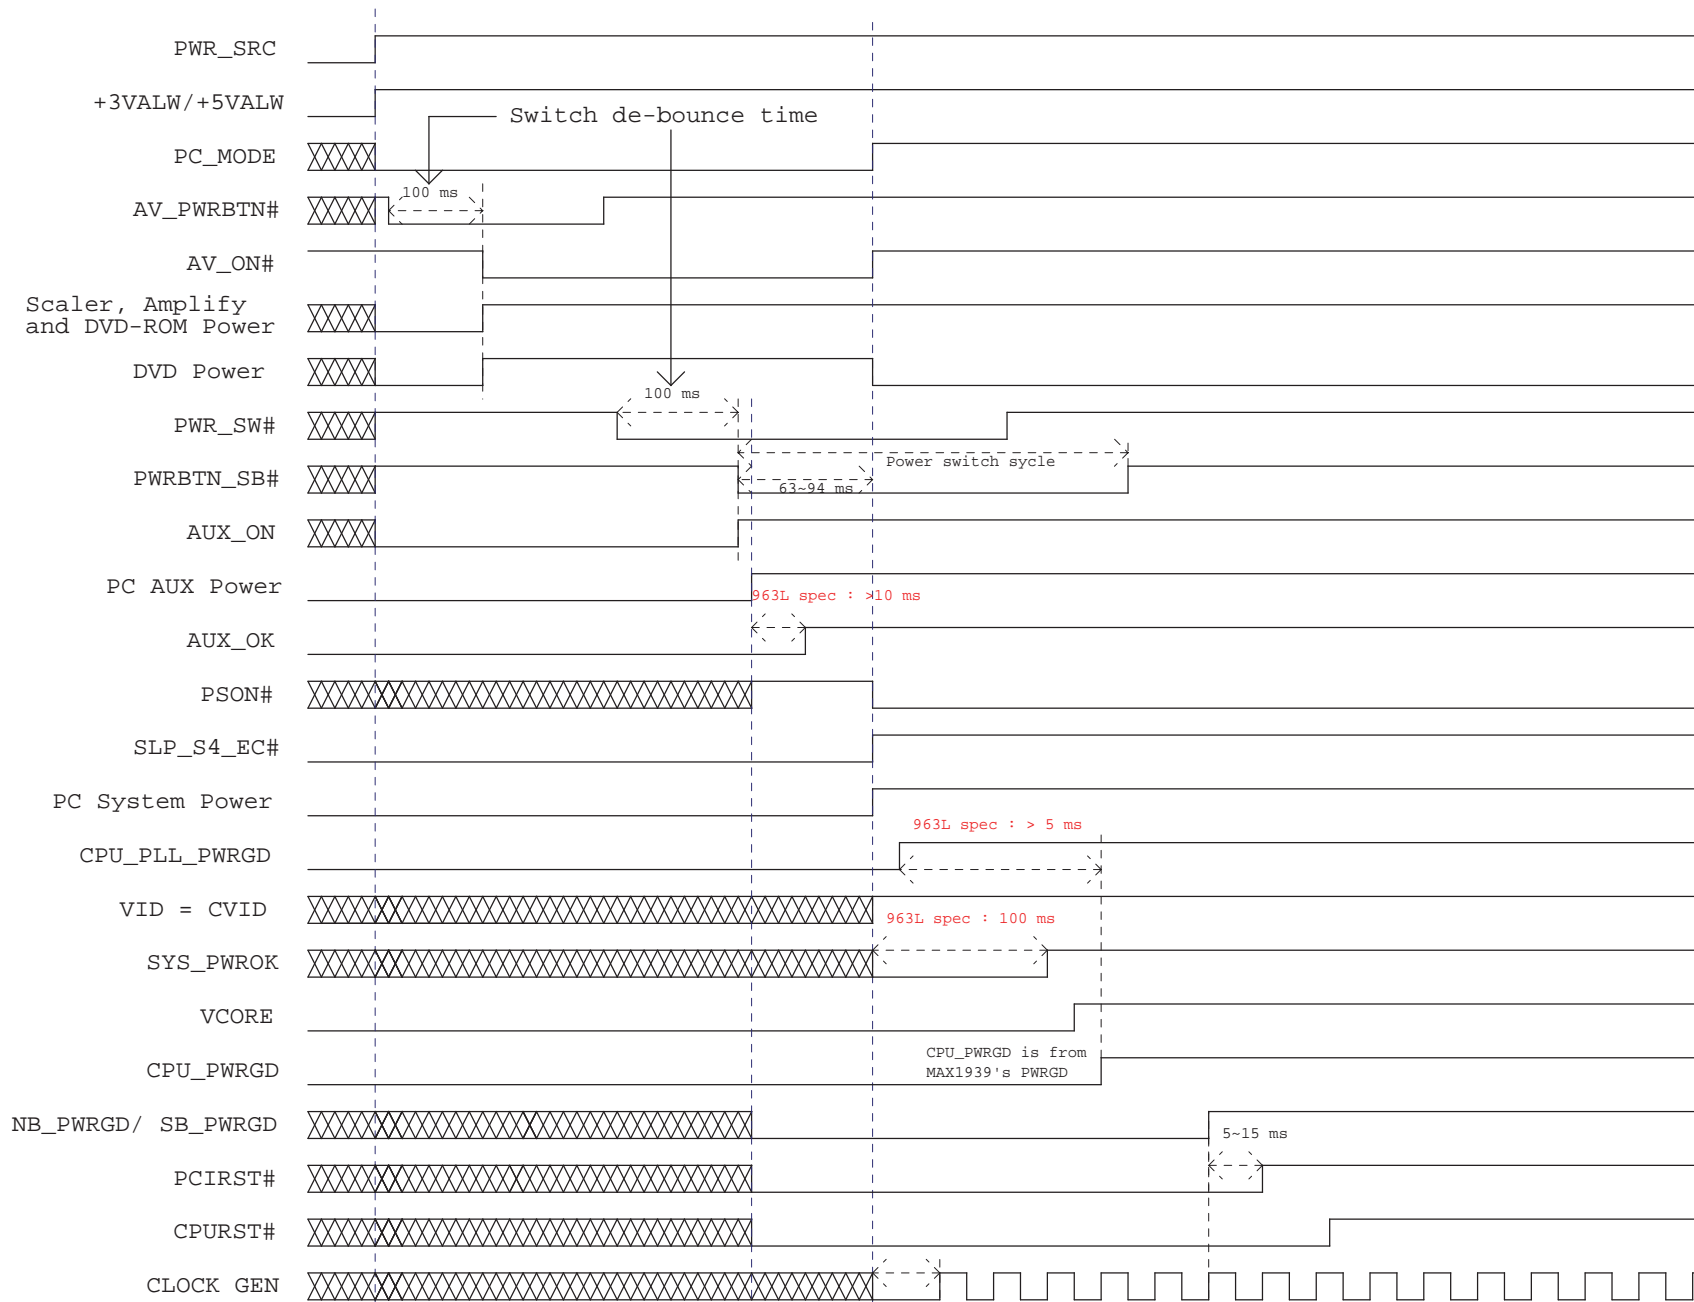 PWR_SRC
+3VALW/+5VALW
Switch de-bounce time
PC_MODE
100 ms
AV_PWRBTN#
AV_ON#
Scaler, Amplify
and DVD-ROM Power
DVD Power
100 ms
PWR_SW#
Power switch sycle
PWRBTN_SB#
63~94 ms
AUX_ON
PC AUX Power
963L spec : >10 ms
AUX_OK
PSON#
SLP_S4_EC#
PC System Power
963L spec : > 5 ms
CPU_PLL_PWRGD
VID = CVID
963L spec : 100 ms
SYS_PWROK
VCORE
CPU_PWRGD is from
MAX1939's PWRGD
CPU_PWRGD
NB_PWRGD/ SB_PWRGD
5~15 ms
PCIRST#
CPURST#
CLOCK GEN